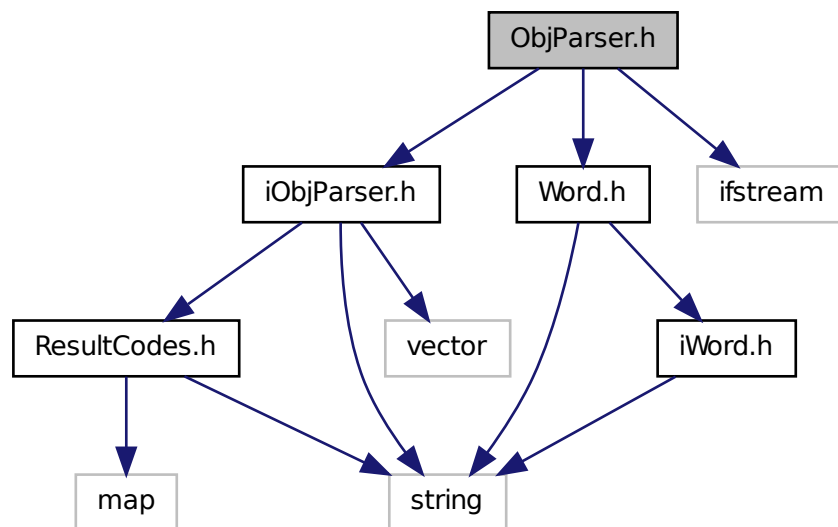 ObjParser.h
iObjParser.h
Word.h
ifstream
ResultCodes.h
vector
iWord.h
map
string